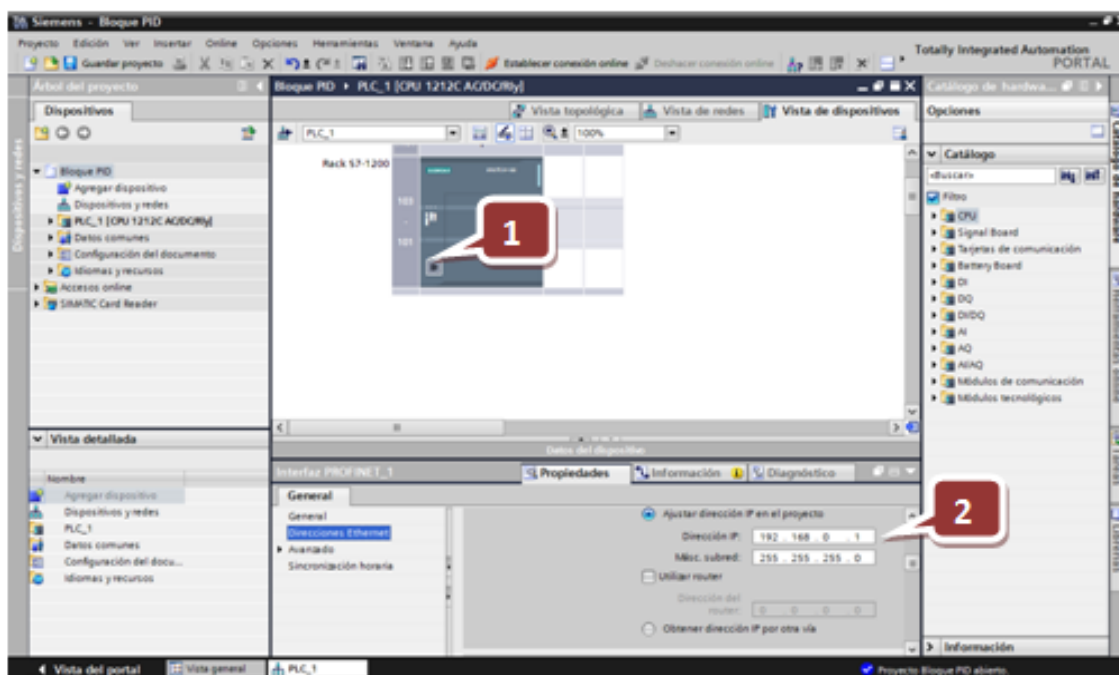 Siemens - Bloque PID
Proyecto Edición Ver Insertar Online Opciones Herramientas Ventana Ayuda
Guardar proyecto
Establecer conexión online
Deshacer conexión online
Totally Integrated Automation
PORTAL
Árbol del proyecto
Dispositivos
Dispositivos y redes
Bloque PID
Agregar dispositivo
Dispositivos y redes
PLC_1 [CPU 1212C AC/DC/Rly]
Datos comunes
Configuración del documento
Idiomas y recursos
Accesos online
SIMATIC Card Reader
Vista detallada
Nombre
Agregar dispositivo
Dispositivos y redes
PLC_1
Datos comunes
Configuración del docu...
Idiomas y recursos
Bloque PID PLC_1 [CPU 1212C AC/DC/Rly]
Vista topológica
Vista de redes
Vista de dispositivos
PLC_1
100%
Rack S7-1200
103
101
1
Datos del dispositivo
Interfaz PROFINET_1
Propiedades
Información
Diagnóstico
General
General
Direcciones Ethernet
Avanzado
Sincronización horaria
Ajustar dirección IP en el proyecto
Dirección IP: 192 . 168 . 0 . 1
Másc. subred: 255 . 255 . 255 . 0
Utilizar router
Dirección del router: 0 . 0 . 0 . 0
Obtener dirección IP por otra vía
2
Catálogo de hardwa...
Opciones
Catálogo
<Buscar>
Filtro
CPU
Signal Board
Tarjetas de comunicación
Battery Board
DI
DQ
DI/DQ
AI
AQ
AI/AQ
Módulos de comunicación
Módulos tecnológicos
Información
Vista del portal
Vista general
PLC_1
Proyecto Bloque PID abierto.